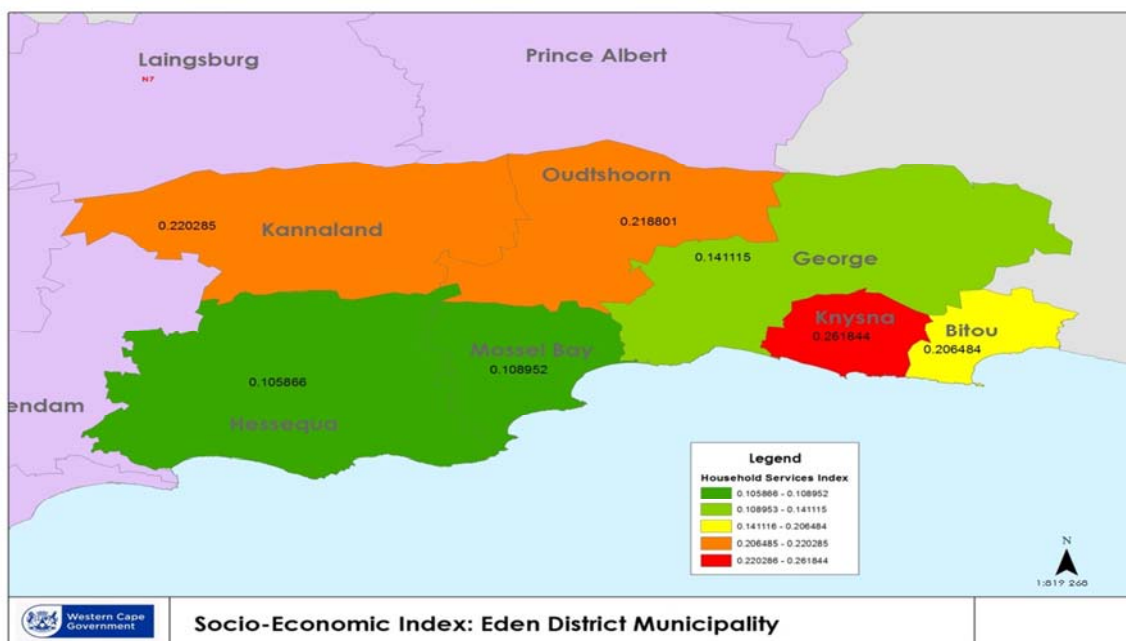 Laingsburg
N7
Prince Albert
Oudtshoorn
0.218801
0.220285
Kannaland
0.141115
George
Knysna
0.261844
Bitou
0.206484
Mossel Bay
0.108952
0.105866
endam
Hessequa
Legend
Household Services Index
0.105866 - 0.108952
0.108953 - 0.141115
0.141116 - 0.206484
0.206485 - 0.220285
0.220286 - 0.261844
N
1:819 268
Western Cape
Government
Socio-Economic Index: Eden District Municipality